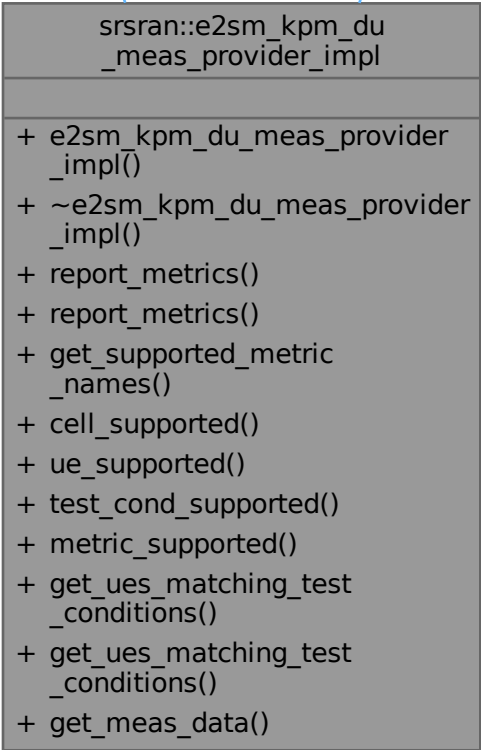 srsran::e2sm_kpm_du
_meas_provider_impl
+ e2sm_kpm_du_meas_provider
_impl()
+ ~e2sm_kpm_du_meas_provider
_impl()
+ report_metrics()
+ report_metrics()
+ get_supported_metric
_names()
+ cell_supported()
+ ue_supported()
+ test_cond_supported()
+ metric_supported()
+ get_ues_matching_test
_conditions()
+ get_ues_matching_test
_conditions()
+ get_meas_data()